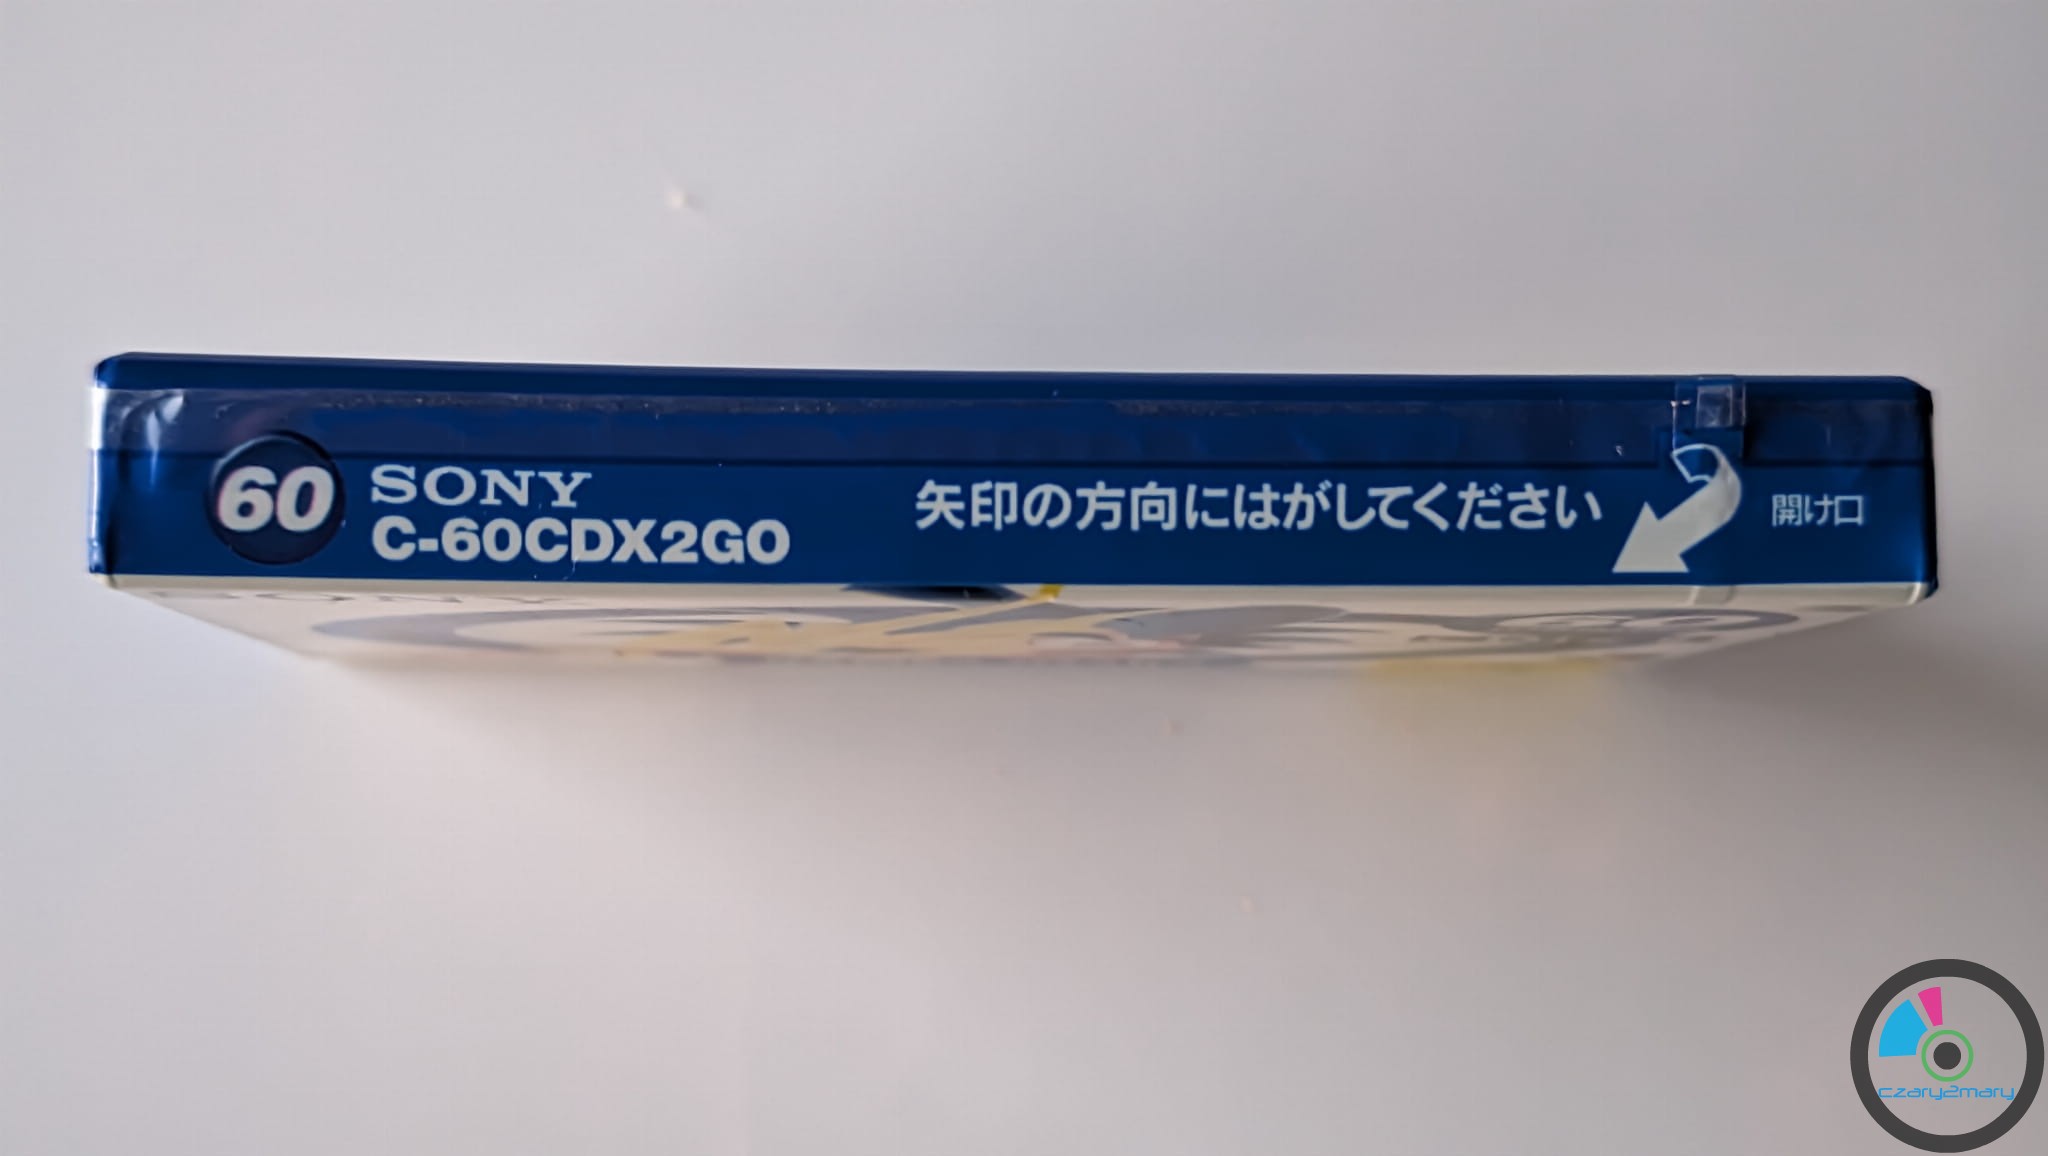 60
SONY
C-60CDX2GO
矢印の方向にはがしてください
開け口
czary2mary